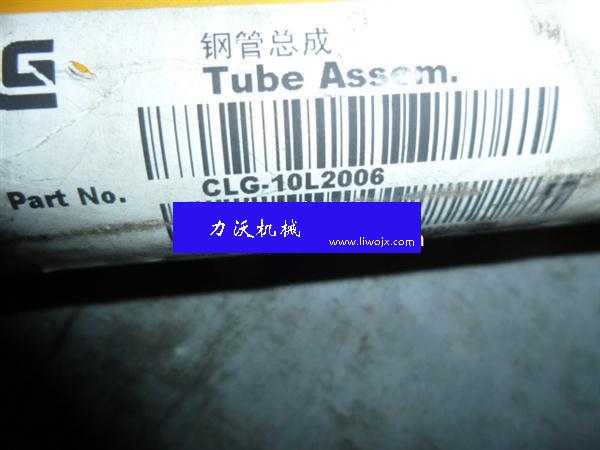 钢管总成
Tube Assem.
Part No.
CLG-10L2006
力沃机械
www.liwojx.com